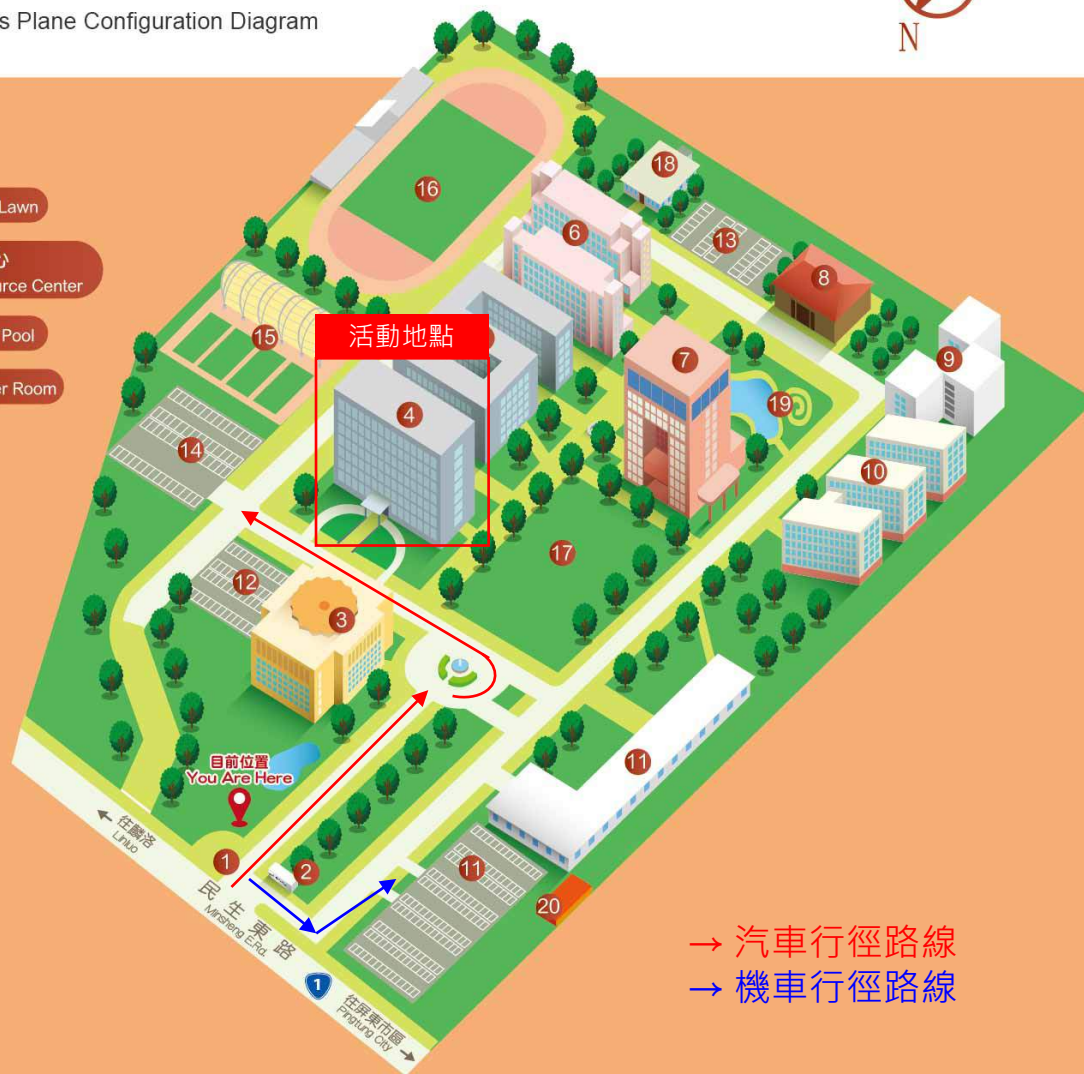 s Plane Configuration Diagram
N
Lawn
心
urce Center
Pool
er Room
16
18
6
13
8
15
活動地點
7
9
4
19
14
10
17
12
3
目前位置
You Are Here
11
往麟洛
Linluo
1
2
11
民生東路
Minsheng E.Rd.
20
1
往屏東市區
Pingtung City
→ 汽車行徑路線
→ 機車行徑路線